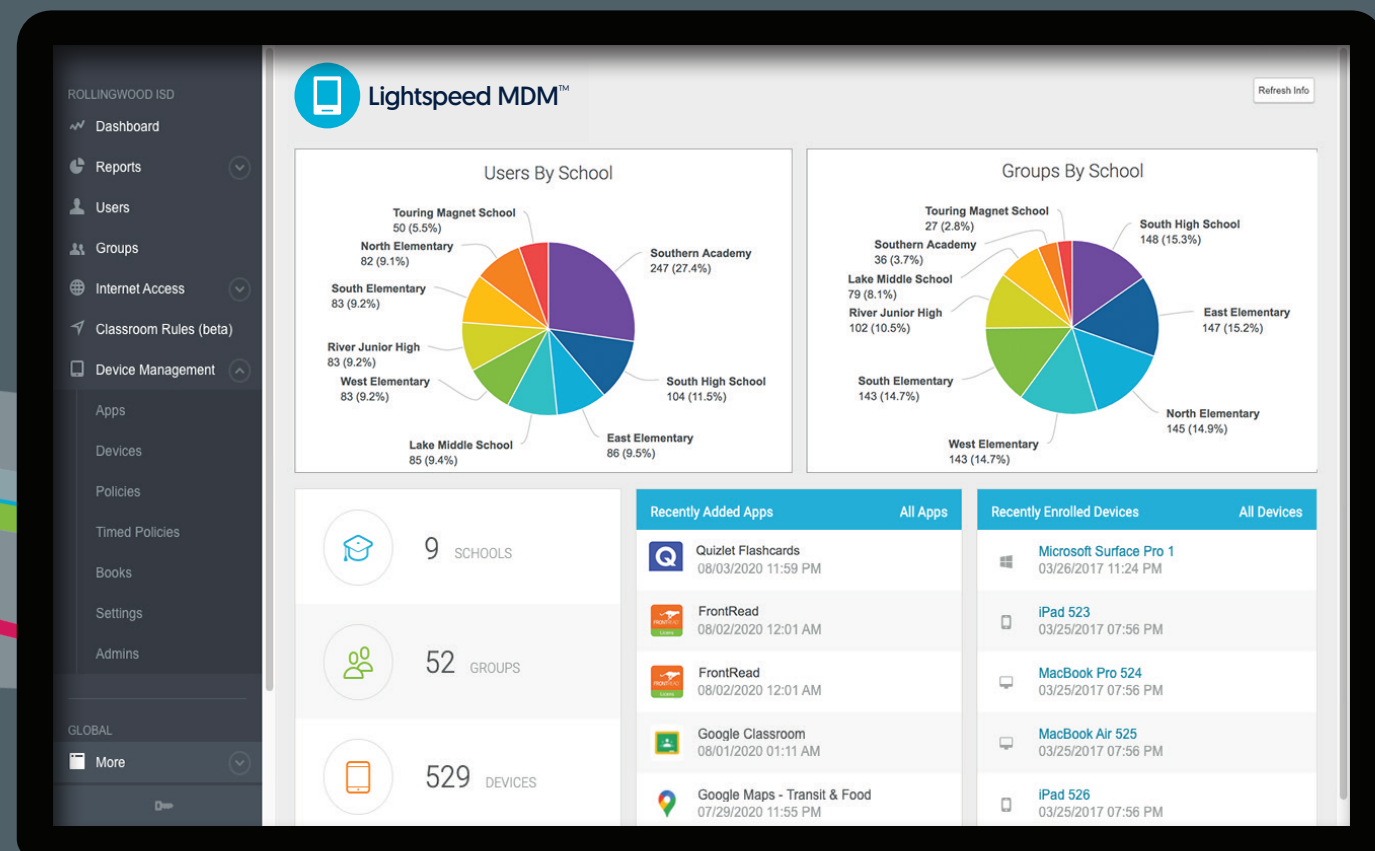 ROLLINGWOOD ISD
Dashboard
Reports
Users
Groups
Internet Access
Classroom Rules (beta)
Device Management
Apps
Devices
Policies
Timed Policies
Books
Settings
Admins
GLOBAL
More
Lightspeed MDM™
Refresh Info
Users By School
Touring Magnet School
50 (5.5%)
North Elementary
82 (9.1%)
South Elementary
83 (9.2%)
River Junior High
83 (9.2%)
West Elementary
83 (9.2%)
Lake Middle School
85 (9.4%)
East Elementary
86 (9.5%)
South High School
104 (11.5%)
Southern Academy
247 (27.4%)
Groups By School
Touring Magnet School
27 (2.8%)
Southern Academy
36 (3.7%)
Lake Middle School
79 (8.1%)
River Junior High
102 (10.5%)
South Elementary
143 (14.7%)
West Elementary
143 (14.7%)
North Elementary
145 (14.9%)
East Elementary
147 (15.2%)
South High School
148 (15.3%)
9 SCHOOLS
52 GROUPS
529 DEVICES
Recently Added Apps All Apps
Quizlet Flashcards
08/03/2020 11:59 PM
FrontRead
08/02/2020 12:01 AM
FrontRead
08/02/2020 12:01 AM
Google Classroom
08/01/2020 01:11 AM
Google Maps - Transit & Food
07/29/2020 11:55 PM
Recently Enrolled Devices All Devices
Microsoft Surface Pro 1
03/26/2017 11:24 PM
iPad 523
03/25/2017 07:56 PM
MacBook Pro 524
03/25/2017 07:56 PM
MacBook Air 525
03/25/2017 07:56 PM
iPad 526
03/25/2017 07:56 PM